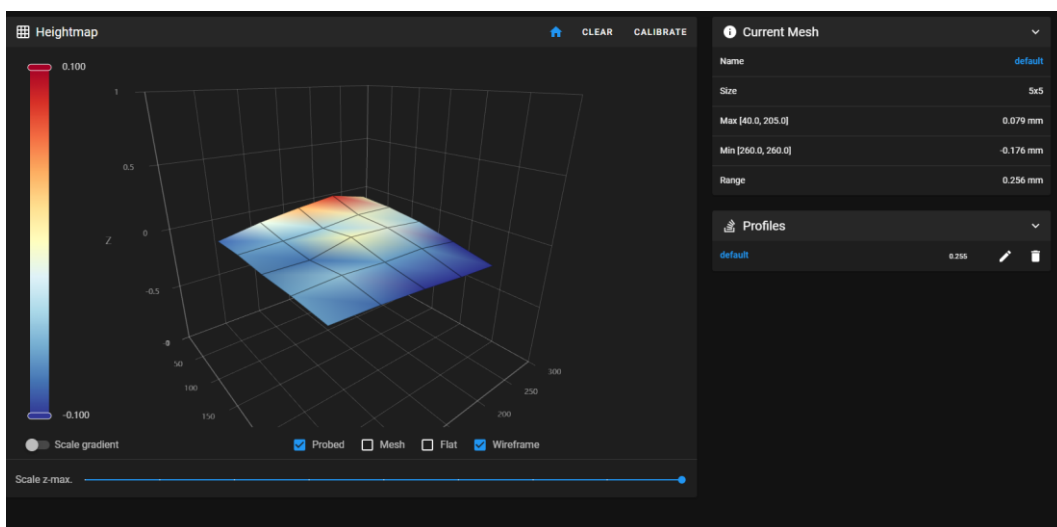 Heightmap
CLEAR
CALIBRATE
0.100
-0.100
1
0.5
0
-0.5
Z
50
100
150
200
250
300
Scale gradient
Probed
Mesh
Flat
Wireframe
Scale z-max.
Current Mesh
Name default
Size 5x5
Max [40.0, 205.0] 0.079 mm
Min [260.0, 260.0] -0.176 mm
Range 0.256 mm
Profiles
default 0.255